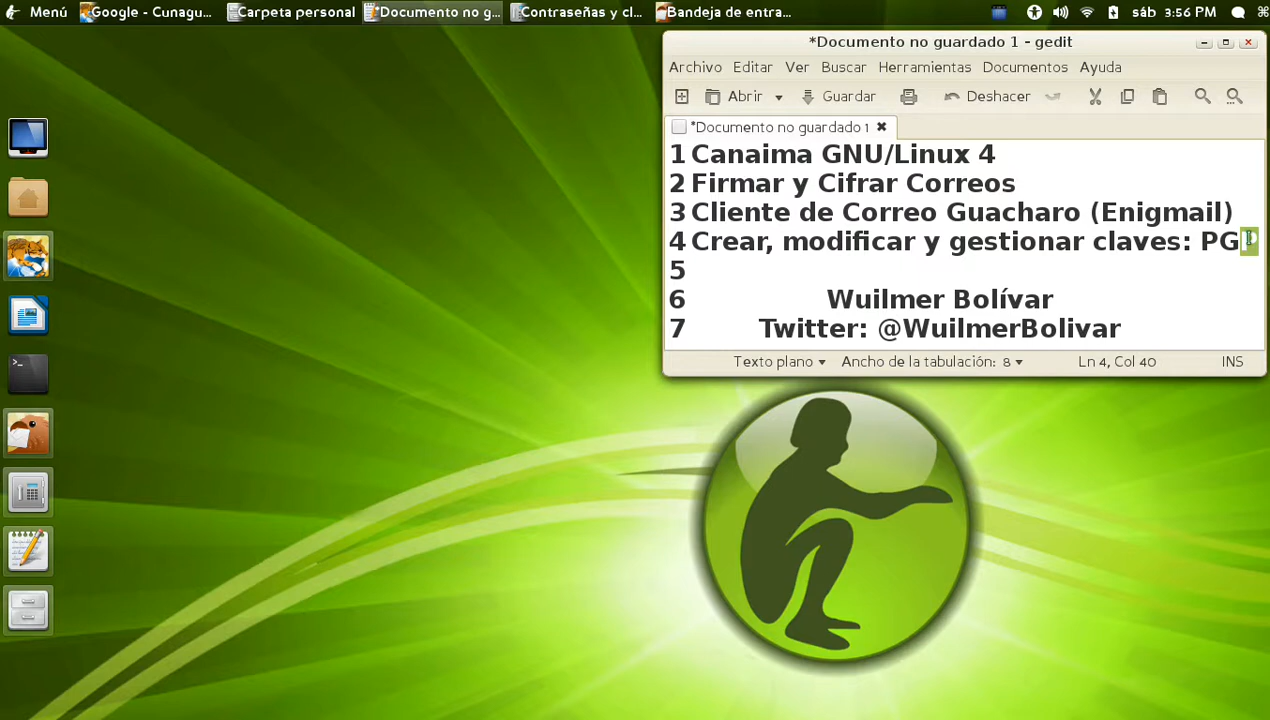 Menú Google - Cunagu... Carpeta personal *Documento no g... Contraseñas y cl... Bandeja de entra... sáb 3:56 PM
*Documento no guardado 1 - gedit
Archivo Editar Ver Buscar Herramientas Documentos Ayuda
Abrir Guardar Deshacer
*Documento no guardado 1
1 Canaima GNU/Linux 4
2 Firmar y Cifrar Correos
3 Cliente de Correo Guacharo (Enigmail)
4 Crear, modificar y gestionar claves: PGP
5
6 Wuilmer Bolívar
7 Twitter: @WuilmerBolivar
Texto plano Ancho de la tabulación: 8 Ln 4, Col 40 INS